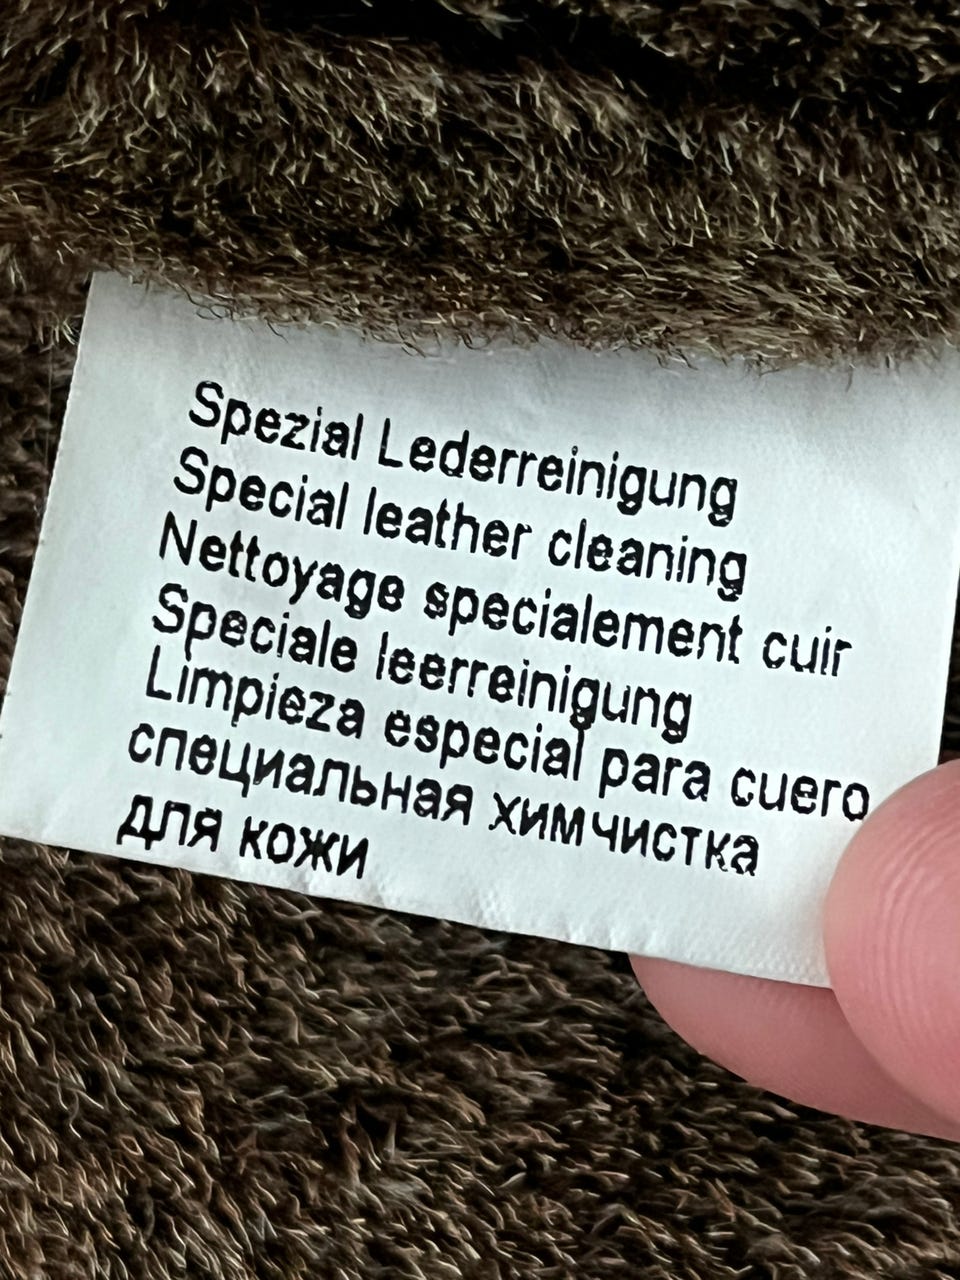 Spezial Lederreinigung
Special leather cleaning
Nettoyage specialement cuir
Speciale leerreinigung
Limpieza especial para cuero
специальная химчистка
для кожи